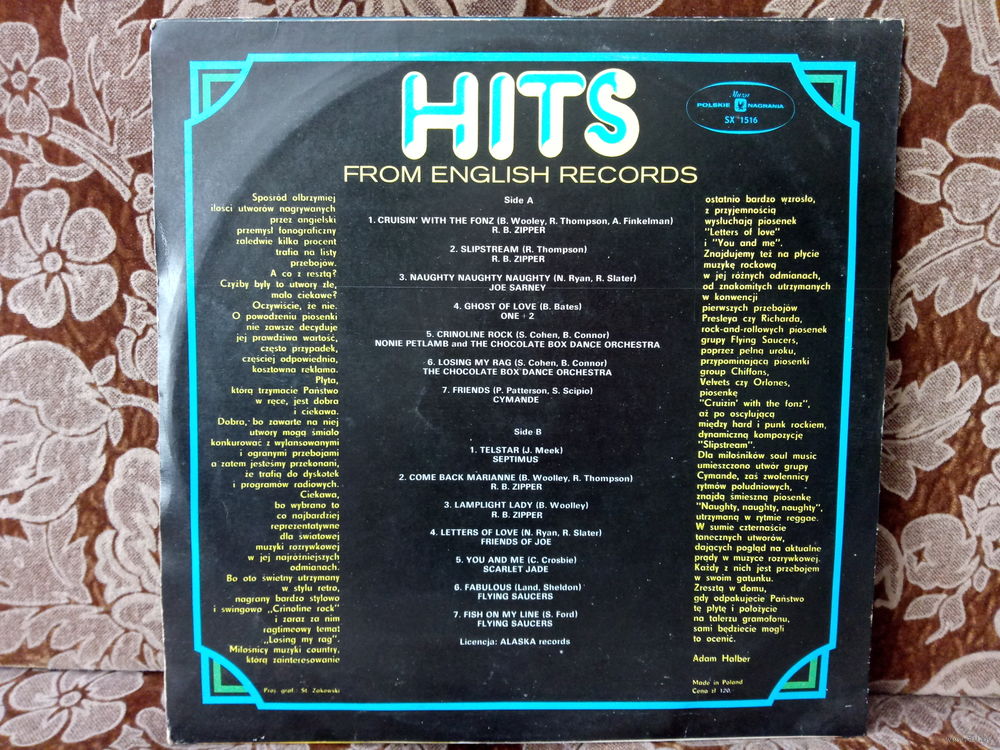 HITS
FROM ENGLISH RECORDS
Muza
POLSKIE NAGRANIA
SX 1516
Spośród olbrzymiej
ilości utworów nagrywanych
przez angielski
przemysł fonograficzny
zaledwie kilka procent
trafia na listy
przebojów.
A co z resztą?
Czyżby były to utwory złe,
mało ciekawe?
Oczywiście, że nie.
O powodzeniu piosenki
nie zawsze decyduje
jej prawdziwa wartość,
często przypadek,
częściej odpowiednia,
kosztowna reklama.
Płyta,
którą trzymacie Państwo
w ręce, jest dobra
i ciekawa.
Dobra, bo zawarte na niej
utwory mogą śmiało
konkurować z wylansowanymi
i ogranymi przebojami
a zatem jesteśmy przekonani,
że trafią do dyskotek
i programów radiowych.
Ciekawa,
bo wybrano to
co najbardziej
reprezentatywne
dla światowej
muzyki rozrywkowej
w jej najróżniejszych
odmianach.
Bo oto świetny utrzymany
w stylu retro,
nagrany bardzo stylowo
i swingowo „Crinoline rock"
i zaraz za nim
ragtimeowy temat
„Losing my rag".
Miłośnicy muzyki country,
którą zainteresowanie
Proj. graf.: St. Żakowski
Side A
1. CRUISIN' WITH THE FONZ (B. Wooley, R. Thompson, A. Finkelman)
R. B. ZIPPER
2. SLIPSTREAM (R. Thompson)
R. B. ZIPPER
3. NAUGHTY NAUGHTY NAUGHTY (N. Ryan, R. Slater)
JOE SARNEY
4. GHOST OF LOVE (B. Bates)
ONE + 2
5. CRINOLINE ROCK (S. Cohen, B. Connor)
NONIE PETLAMB and THE CHOCOLATE BOX DANCE ORCHESTRA
6. LOSING MY RAG (S. Cohen, B. Connor)
THE CHOCOLATE BOX DANCE ORCHESTRA
7. FRIENDS (P. Patterson, S. Scipio)
CYMANDE
Side B
1. TELSTAR (J. Meek)
SEPTIMUS
2. COME BACK MARIANNE (B. Woolley, R. Thompson)
R. B. ZIPPER
3. LAMPLIGHT LADY (B. Woolley)
R. B. ZIPPER
4. LETTERS OF LOVE (N. Ryan, R. Slater)
FRIENDS OF JOE
5. YOU AND ME (C. Crosbie)
SCARLET JADE
6. FABULOUS (Land, Sheldon)
FLYING SAUCERS
7. FISH ON MY LINE (S. Ford)
FLYING SAUCERS
Licencja: ALASKA records
ostatnio bardzo wzrosło,
z przyjemnością
wysłuchają piosenek
"Letters of love"
i "You and me".
Znajdujemy też na płycie
muzykę rockową
w jej różnych odmianach,
od znakomitych utrzymanych
w konwencji
pierwszych przebojów
Presleya czy Richarda,
rock-and-rollowych piosenek
grupy Flying Saucers,
poprzez pełną uroku,
przypominającą piosenki
group Chiffons,
Velvets czy Orlones,
piosenkę
"Cruizin' with the fonz",
aż po oscylującą
między hard i punk rockiem,
dynamiczną kompozycję
"Slipstream".
Dla miłośników soul music
umieszczono utwór grupy
Cymande, zaś zwolennicy
rytmów południowych,
znajdą śmieszną piosenkę
"Naughty, naughty, naughty",
utrzymaną w rytmie reggae.
W sumie czternaście
tanecznych utworów,
dających pogląd na aktualne
prądy w muzyce rozrywkowej.
Każdy z nich jest przebojem
w swoim gatunku.
Zresztą w domu,
gdy odpakujecie Państwo
tę płytę i położycie
na talerzu gramofonu,
sami będziecie mogli
to ocenić.
Adam Halber
Made in Poland
Cena zł 120,-